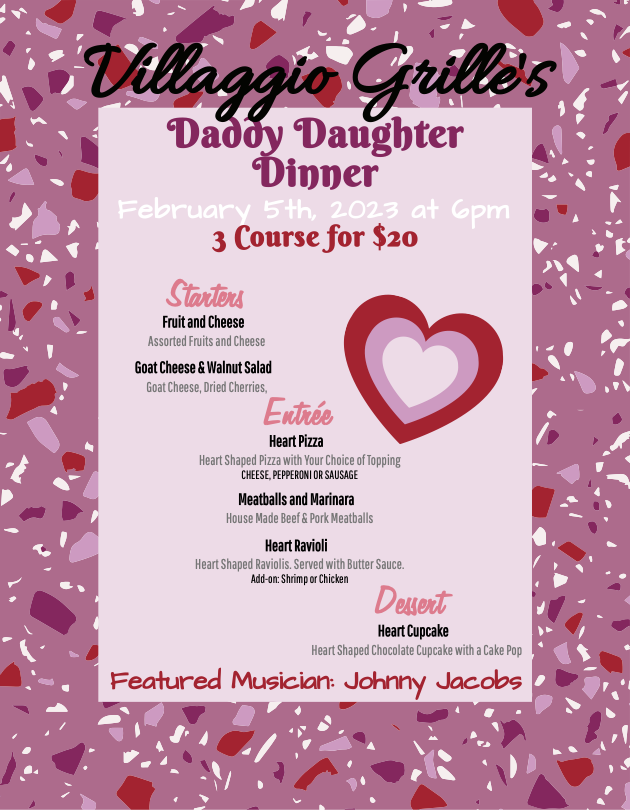 Villaggio Grille's
Daddy Daughter
Dinner
February 5th, 2023 at 6pm
3 Course for $20
Starters
Fruit and Cheese
Assorted Fruits and Cheese
Goat Cheese & Walnut Salad
Goat Cheese, Dried Cherries,
Entrée
Heart Pizza
Heart Shaped Pizza with Your Choice of Topping
CHEESE, PEPPERONI OR SAUSAGE
Meatballs and Marinara
House Made Beef & Pork Meatballs
Heart Ravioli
Heart Shaped Raviolis. Served with Butter Sauce.
Add-on: Shrimp or Chicken
Dessert
Heart Cupcake
Heart Shaped Chocolate Cupcake with a Cake Pop
Featured Musician: Johnny Jacobs